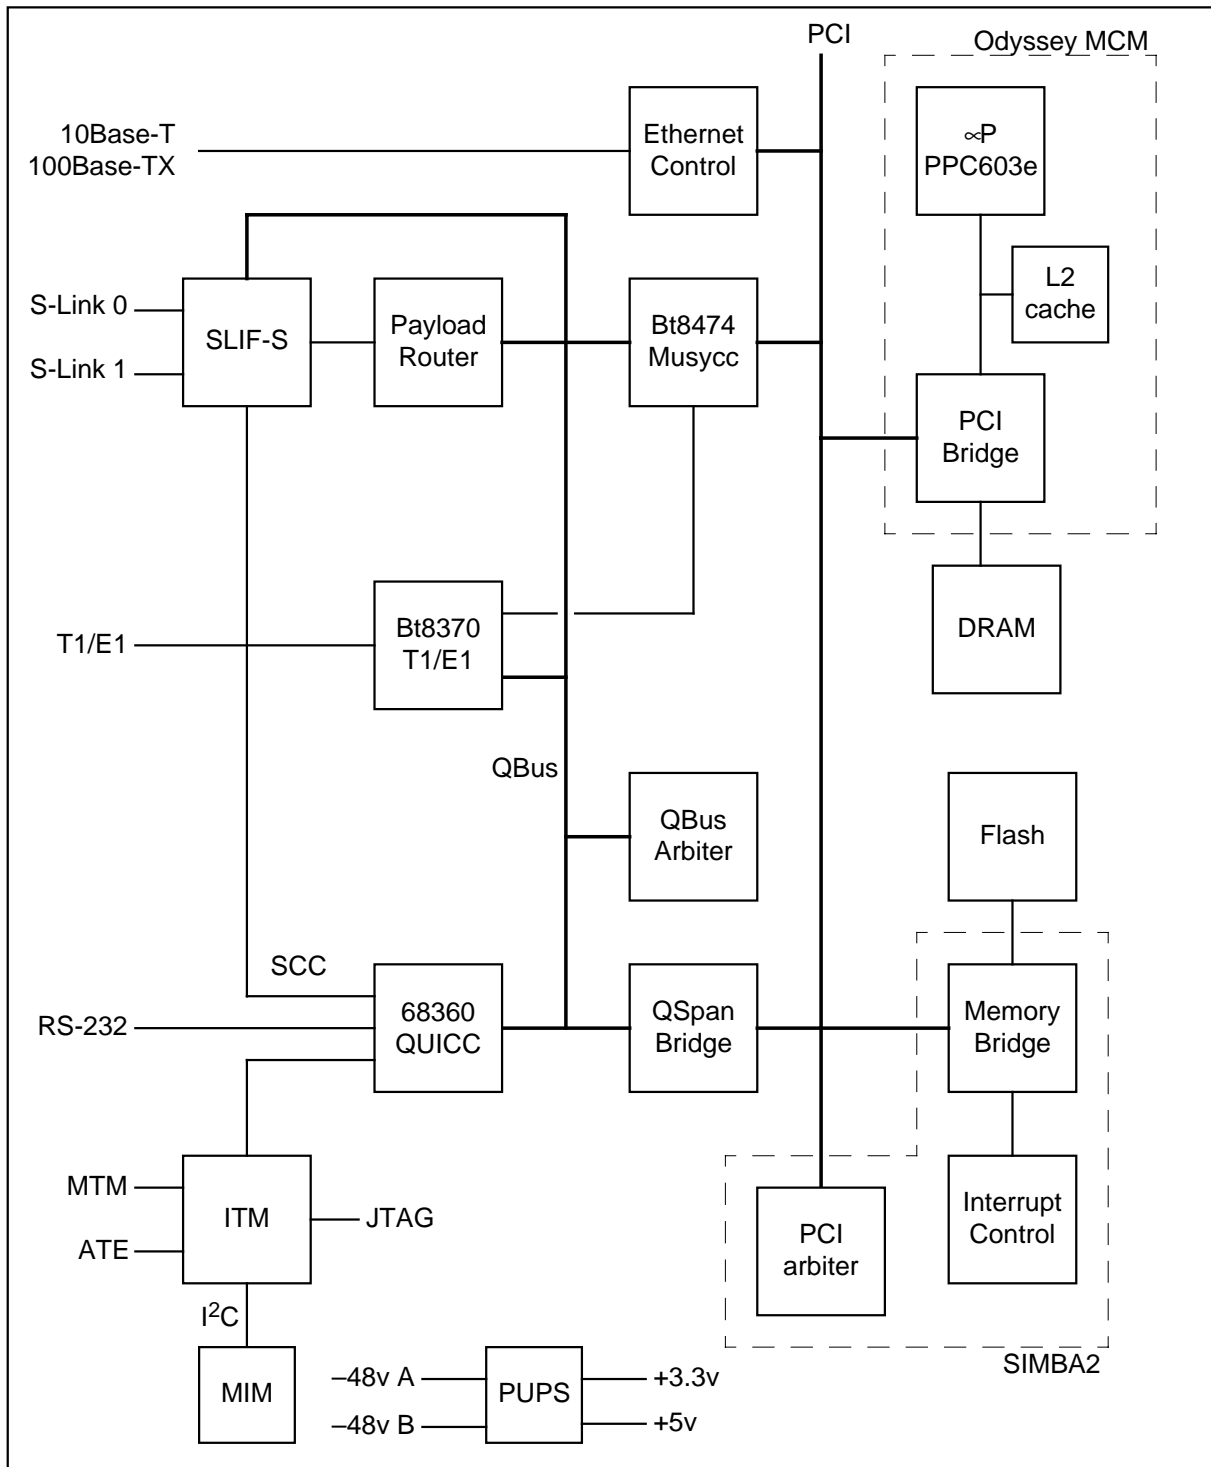 PCI
Odyssey MCM
10Base-T
100Base-TX
Ethernet
Control
∝P
PPC603e
L2
cache
S-Link 0
S-Link 1
SLIF-S
Payload
Router
Bt8474
Musycc
PCI
Bridge
T1/E1
Bt8370
T1/E1
DRAM
QBus
QBus
Arbiter
Flash
SCC
RS-232
68360
QUICC
QSpan
Bridge
Memory
Bridge
MTM
ATE
ITM
JTAG
PCI
arbiter
Interrupt
Control
I²C
MIM
–48v A
–48v B
PUPS
+3.3v
+5v
SIMBA2